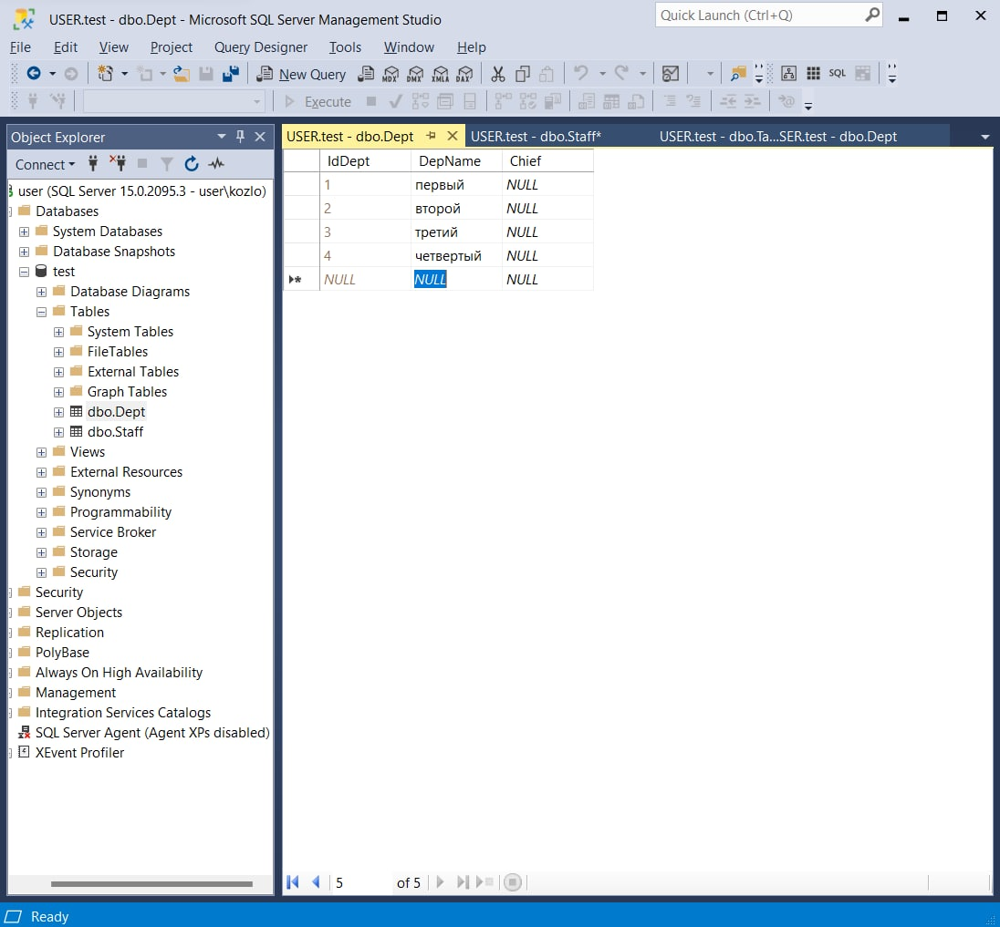 USER.test - dbo.Dept - Microsoft SQL Server Management Studio
Quick Launch (Ctrl+Q)
File Edit View Project Query Designer Tools Window Help
New Query MDX DMX XMLA DAX SQL
Execute
Object Explorer
USER.test - dbo.Dept USER.test - dbo.Staff* USER.test - dbo.Ta...SER.test - dbo.Dept
Connect
IdDept DepName Chief
1 первый NULL
2 второй NULL
3 третий NULL
4 четвертый NULL
NULL NULL NULL
user (SQL Server 15.0.2095.3 - user\kozlo)
Databases
System Databases
Database Snapshots
test
Database Diagrams
Tables
System Tables
FileTables
External Tables
Graph Tables
dbo.Dept
dbo.Staff
Views
External Resources
Synonyms
Programmability
Service Broker
Storage
Security
Security
Server Objects
Replication
PolyBase
Always On High Availability
Management
Integration Services Catalogs
SQL Server Agent (Agent XPs disabled)
XEvent Profiler
5 of 5
Ready